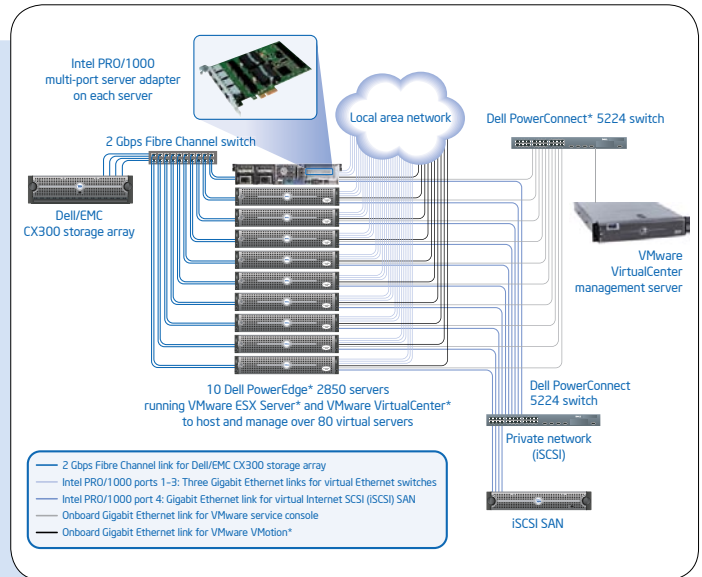 Intel PRO/1000
multi-port server adapter
on each server
Local area network
Dell PowerConnect* 5224 switch
2 Gbps Fibre Channel switch
Dell/EMC
CX300 storage array
VMware
VirtualCenter
management server
10 Dell PowerEdge* 2850 servers
running VMware ESX Server* and VMware VirtualCenter*
to host and manage over 80 virtual servers
Dell PowerConnect
5224 switch
Private network
(iSCSI)
iSCSI SAN
2 Gbps Fibre Channel link for Dell/EMC CX300 storage array
Intel PRO/1000 ports 1–3: Three Gigabit Ethernet links for virtual Ethernet switches
Intel PRO/1000 port 4: Gigabit Ethernet link for virtual Internet SCSI (iSCSI) SAN
Onboard Gigabit Ethernet link for VMware service console
Onboard Gigabit Ethernet link for VMware VMotion*